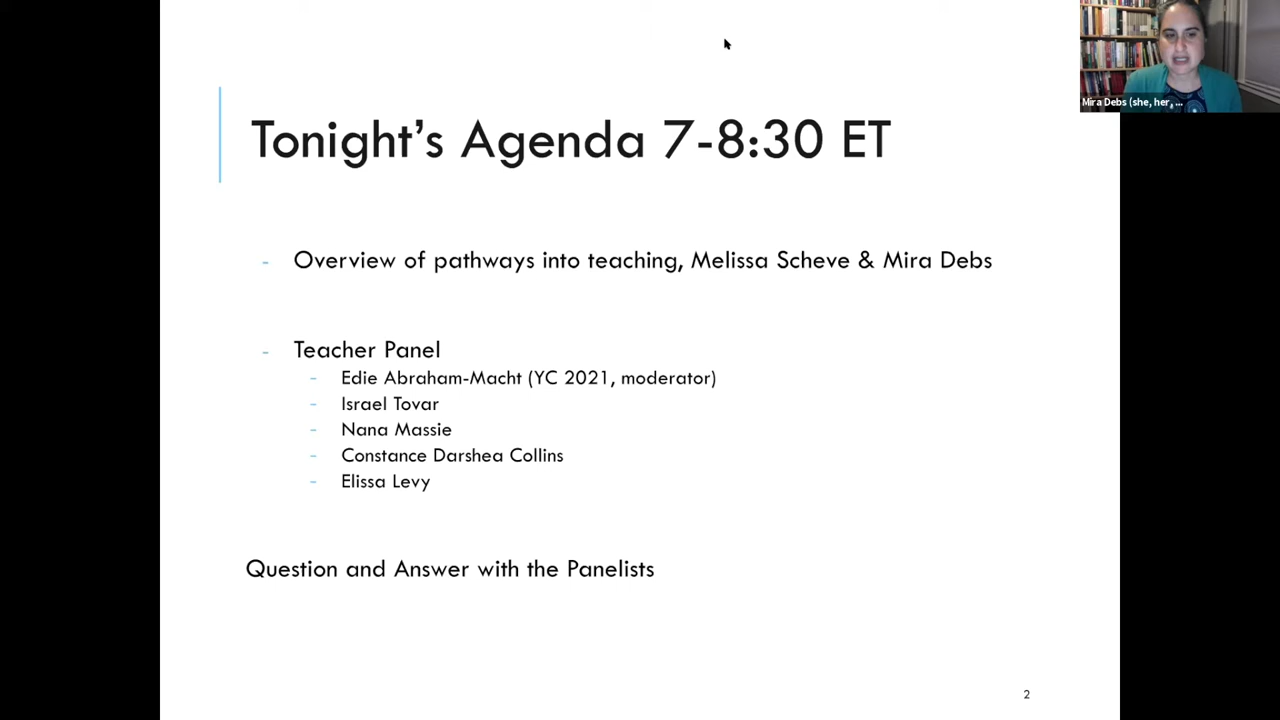 Mira Debs (she, her, ...
Tonight's Agenda 7-8:30 ET
- Overview of pathways into teaching, Melissa Scheve & Mira Debs
- Teacher Panel
- Edie Abraham-Macht (YC 2021, moderator)
- Israel Tovar
- Nana Massie
- Constance Darshea Collins
- Elissa Levy
Question and Answer with the Panelists
2